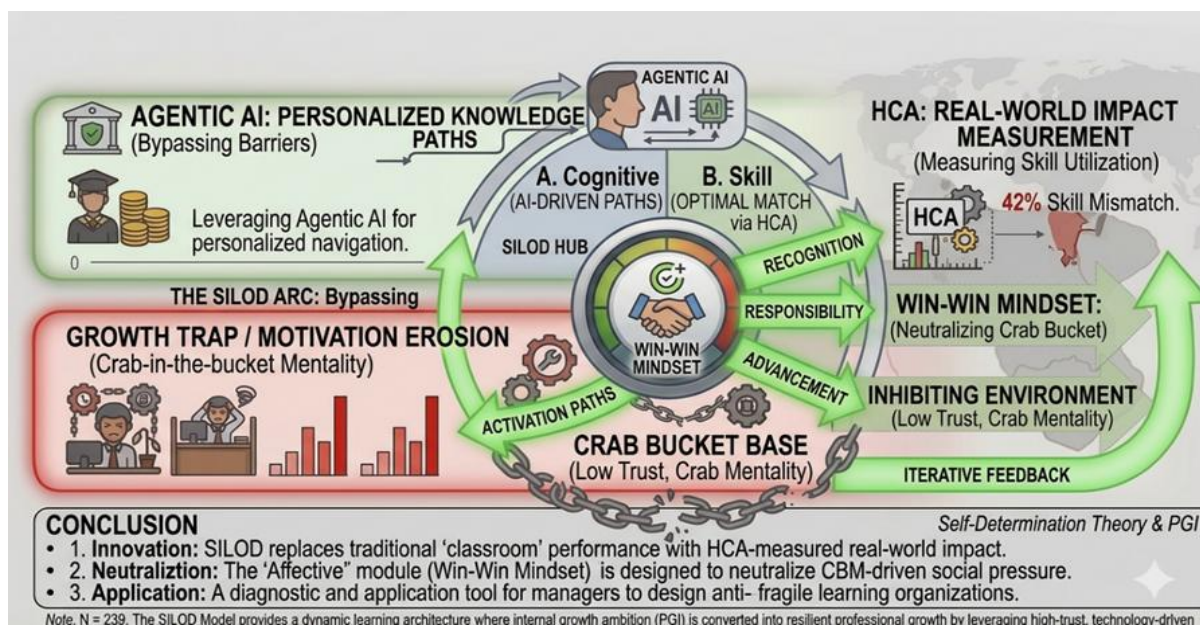 AGENTIC AI
AI
AI
AGENTIC AI: PERSONALIZED KNOWLEDGE
PATHS
(Bypassing Barriers)
Leveraging Agentic AI for
personalized navigation.
0
A. Cognitive
(AI-DRIVEN PATHS)
SILOD HUB
B. Skill
(OPTIMAL MATCH
via HCA)
HCA: REAL-WORLD IMPACT
MEASUREMENT
(Measuring Skill Utilization)
HCA
42% Skill Mismatch.
THE SILOD ARC: Bypassing
GROWTH TRAP / MOTIVATION EROSION
(Crab-in-the-bucket Mentality)
WIN-WIN
MINDSET
RECOGNITION
RESPONSIBILITY
ADVANCEMENT
ACTIVATION PATHS
WIN-WIN MINDSET:
(Neutralizing Crab Bucket)
INHIBITING ENVIRONMENT
(Low Trust, Crab Mentality)
CRAB BUCKET BASE
(Low Trust, Crab Mentality)
ITERATIVE FEEDBACK
CONCLUSION
Self-Determination Theory & PGI
• 1. Innovation: SILOD replaces traditional ‘classroom’ performance with HCA-measured real-world impact.
• 2. Neutraliztion: The ‘Affective” module (Win-Win Mindset) is designed to neutralize CBM-driven social pressure.
• 3. Application: A diagnostic and application tool for managers to design anti- fragile learning organizations.
Note. N = 239. The SILOD Model provides a dynamic learning architecture where internal growth ambition (PGI) is converted into resilient professional growth by leveraging high-trust, technology-driven